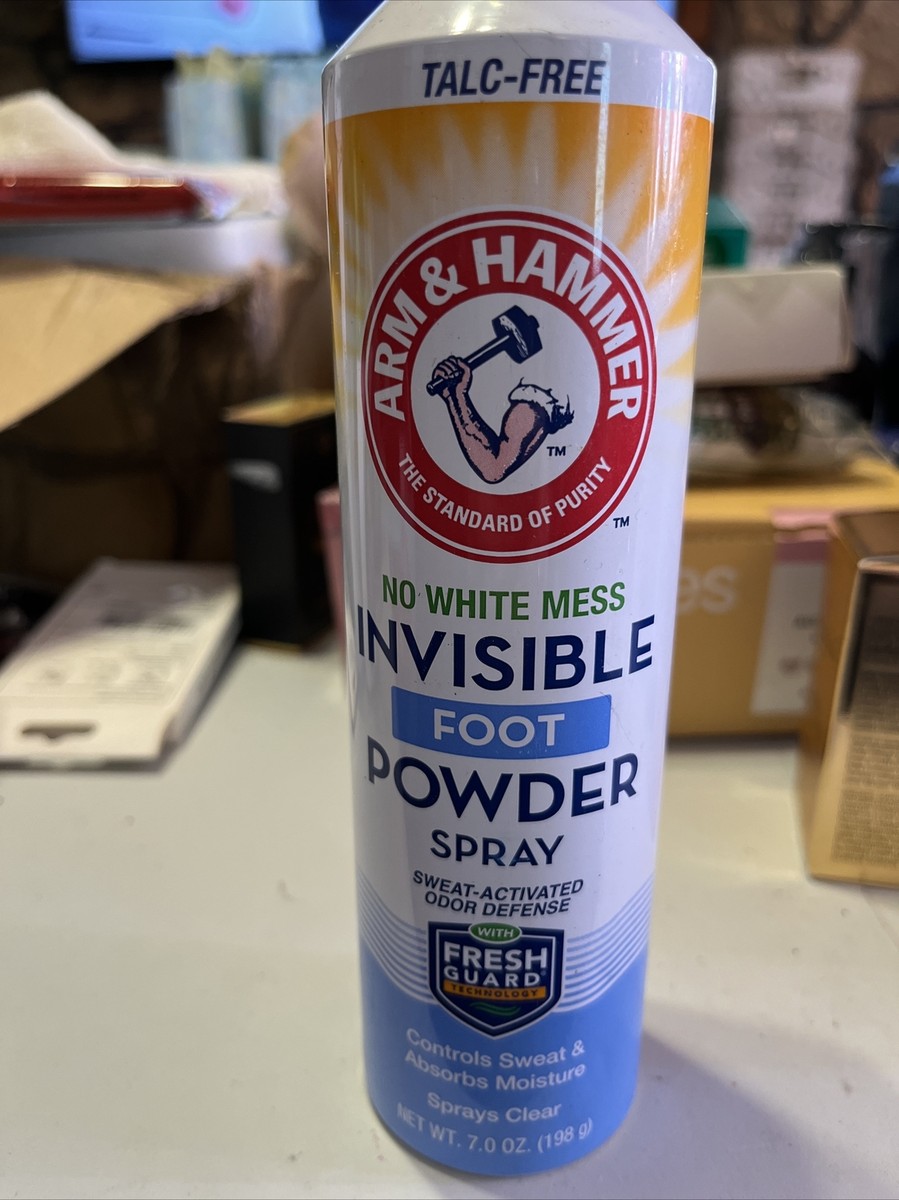 TALC-FREE
ARM & HAMMER
TM
THE STANDARD OF PURITY
TM
NO WHITE MESS
INVISIBLE
FOOT
POWDER
SPRAY
SWEAT-ACTIVATED
ODOR DEFENSE
WITH
FRESH
GUARD®
TECHNOLOGY
Controls Sweat &
Absorbs Moisture
Sprays Clear
NET WT. 7.0 OZ. (198 g)
es